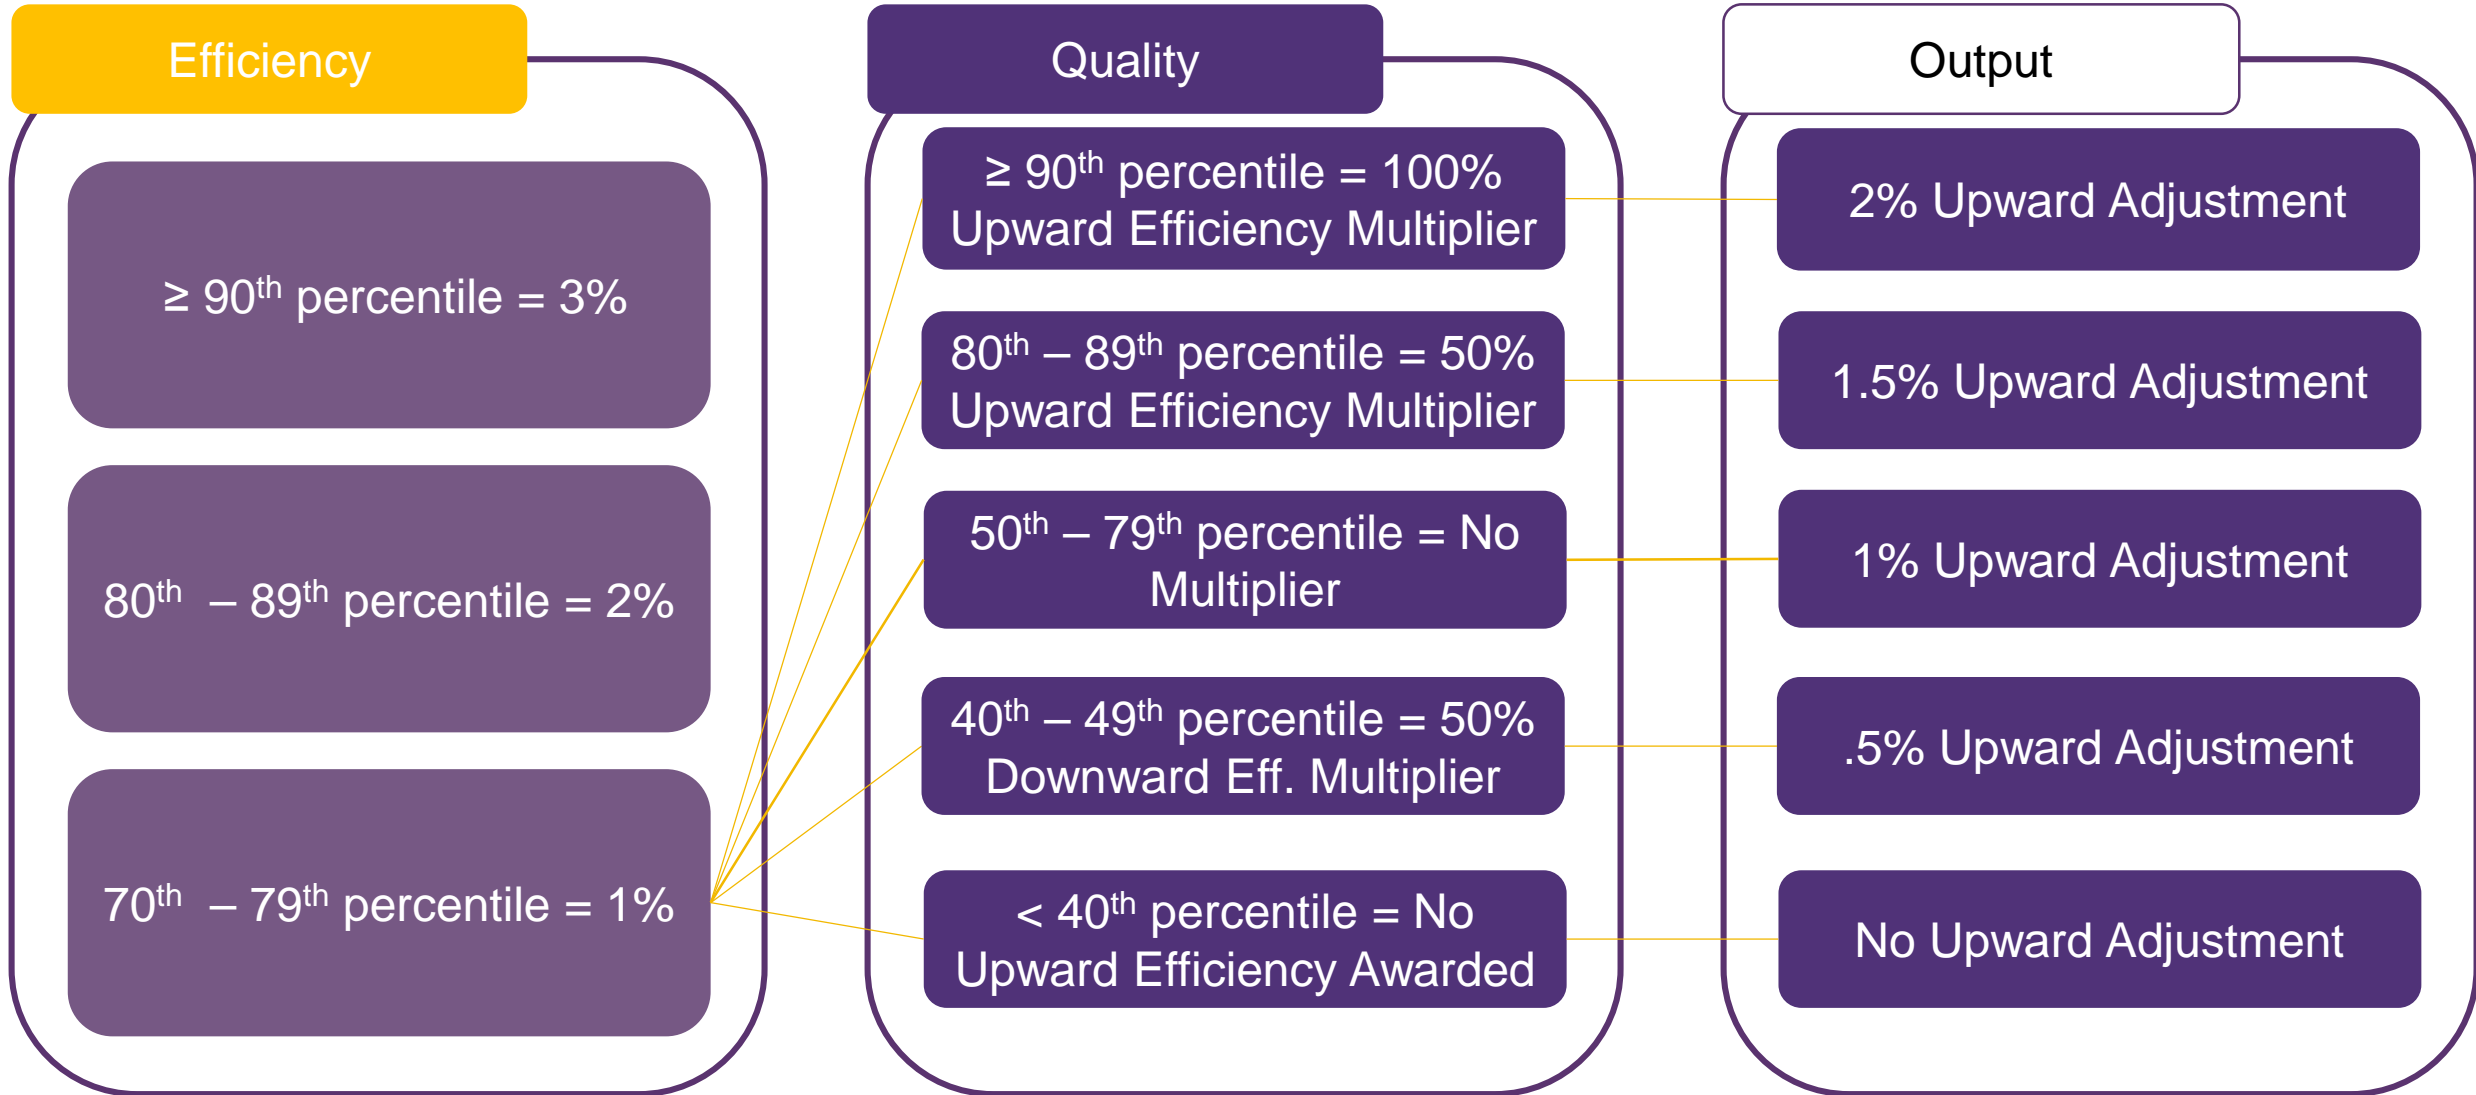 Efficiency
≥ 90th percentile = 3%
80th – 89th percentile = 2%
70th – 79th percentile = 1%
Quality
≥ 90th percentile = 100%
Upward Efficiency Multiplier
80th – 89th percentile = 50%
Upward Efficiency Multiplier
50th – 79th percentile = No
Multiplier
40th – 49th percentile = 50%
Downward Eff. Multiplier
< 40th percentile = No
Upward Efficiency Awarded
Output
2% Upward Adjustment
1.5% Upward Adjustment
1% Upward Adjustment
.5% Upward Adjustment
No Upward Adjustment